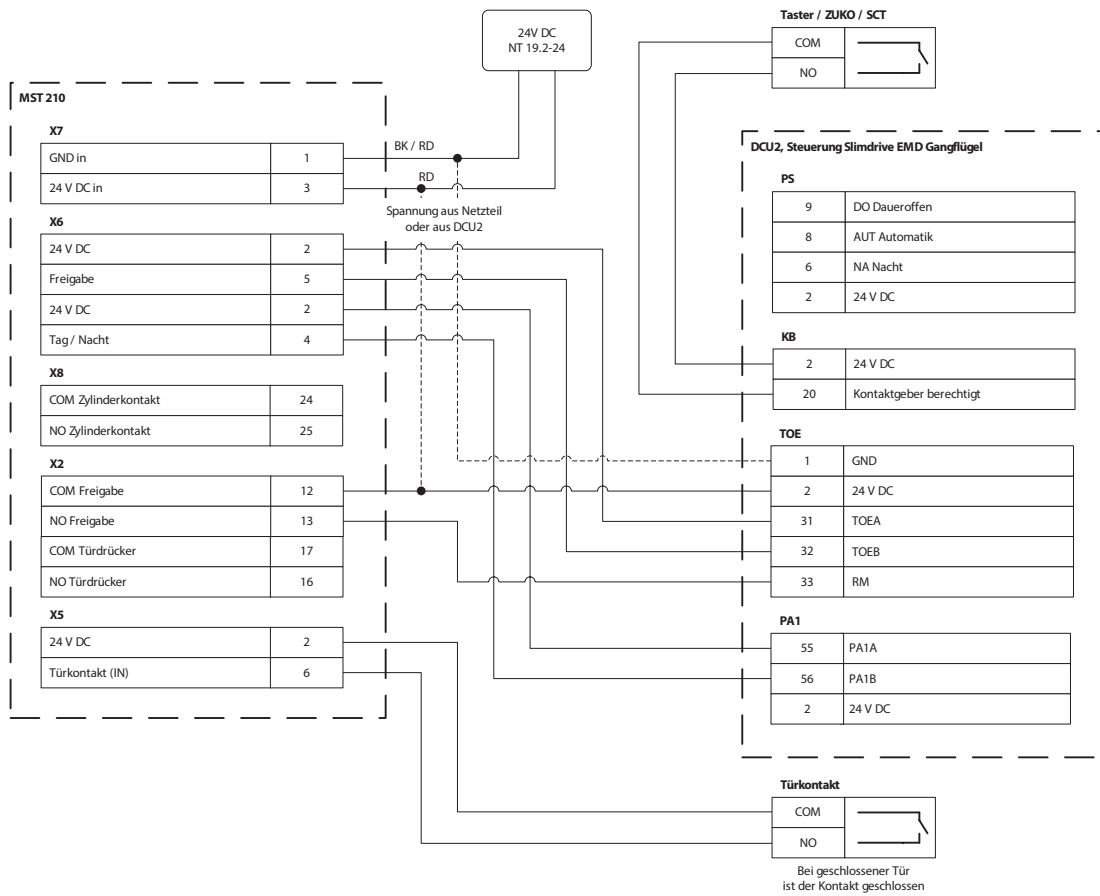 24V DC
NT 19.2-24
Taster / ZUKO / SCT
COM
NO
MST 210
X7
GND in 1
24 V DC in 3
BK / RD
RD
Spannung aus Netzteil
oder aus DCU2
X6
24 V DC 2
Freigabe 5
24 V DC 2
Tag / Nacht 4
X8
COM Zylinderkontakt 24
NO Zylinderkontakt 25
X2
COM Freigabe 12
NO Freigabe 13
COM Türdrücker 17
NO Türdrücker 16
X5
24 V DC 2
Türkontakt (IN) 6
DCU2, Steuerung Slimdrive EMD Gangflügel
PS
9 DO Daueroffen
8 AUT Automatik
6 NA Nacht
2 24 V DC
KB
2 24 V DC
20 Kontaktgeber berechtigt
TOE
1 GND
2 24 V DC
31 TOEA
32 TOEB
33 RM
PA1
55 PA1A
56 PA1B
2 24 V DC
Türkontakt
COM
NO
Bei geschlossener Tür
ist der Kontakt geschlossen